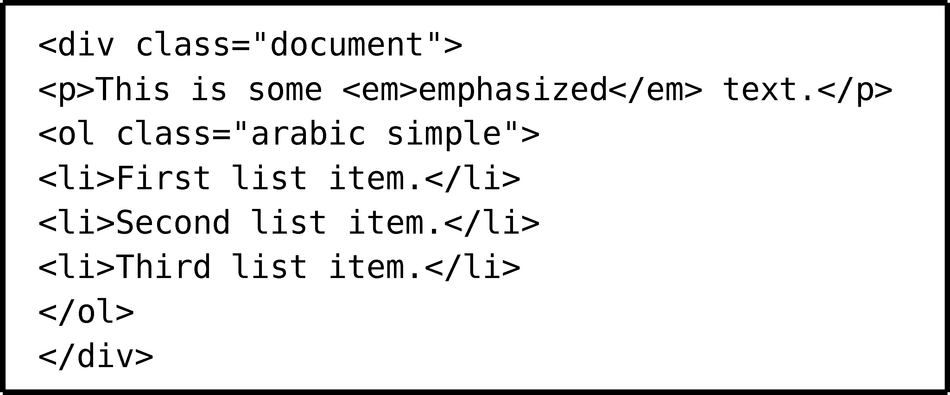 <div class="document">
<p>This is some <em>emphasized</em> text.</p>
<ol class="arabic simple">
<li>First list item.</li>
<li>Second list item.</li>
<li>Third list item.</li>
</ol>
</div>